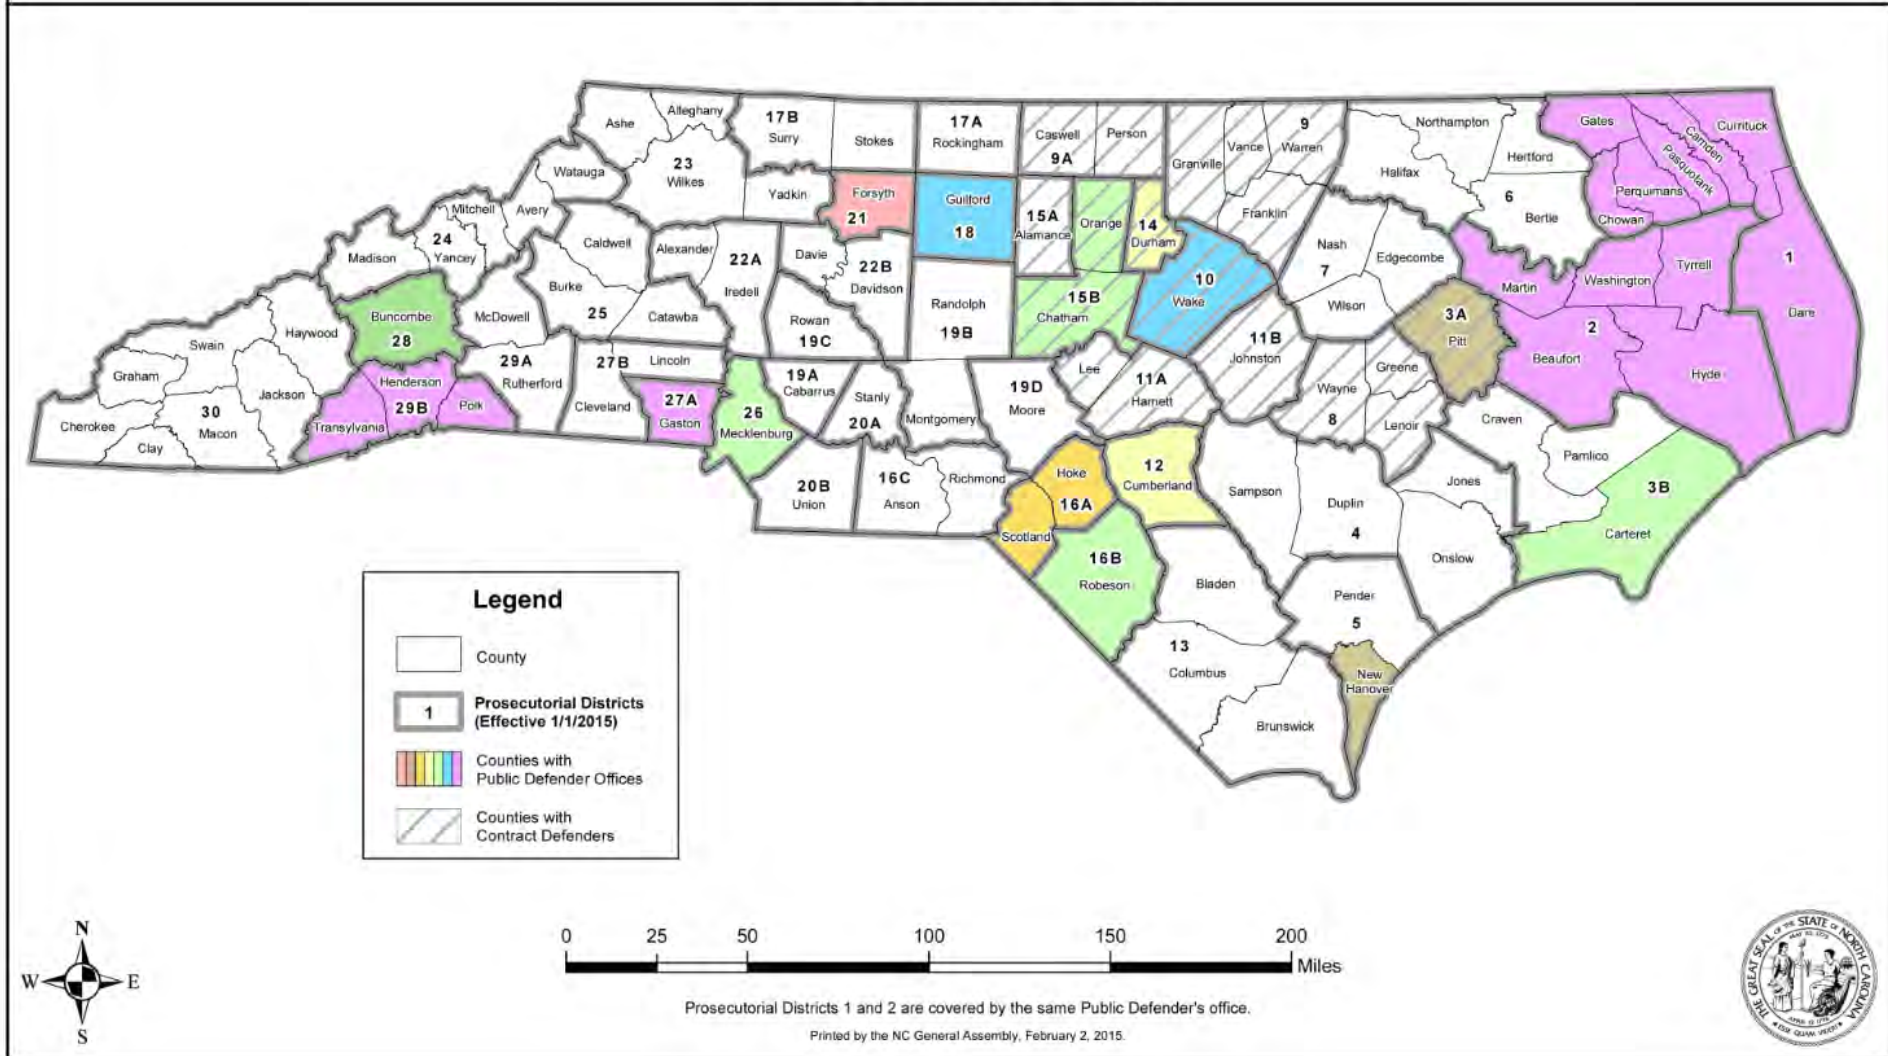 Ashe
Alleghany
17B
Surry
Stokes
17A
Rockingham
Caswell
9A
Person
Granville
Vance
9
Warren
Northampton
Halifax
Hertford
Gates
Camden
Currituck
Pasquotank
Perquimans
Chowan
6
Bertie
Watauga
23
Wilkes
Yadkin
Forsyth
21
Guilford
18
15A
Alamance
Orange
14
Durham
Franklin
Nash
7
Edgecombe
Wilson
Mitchell
Avery
24
Yancey
Madison
Caldwell
Alexander
22A
Iredell
Davie
22B
Davidson
Randolph
19B
15B
Chatham
10
Wake
Martin
Washington
Tyrrell
1
Dare
Burke
25
Catawba
McDowell
Buncombe
28
Haywood
Swain
Graham
Jackson
Cherokee
Clay
30
Macon
Transylvania
Henderson
29B
Polk
29A
Rutherford
27B
Cleveland
Lincoln
27A
Gaston
26
Mecklenburg
Rowan
19C
19A
Cabarrus
Stanly
20A
Montgomery
19D
Moore
Lee
11A
Harnett
11B
Johnston
Wayne
8
Greene
Lenoir
3A
Pitt
2
Beaufort
Hyde
Craven
Pamlico
3B
Carteret
Jones
20B
Union
16C
Anson
Richmond
Hoke
16A
Scotland
12
Cumberland
Sampson
Duplin
4
Onslow
16B
Robeson
Bladen
Pender
5
13
Columbus
New
Hanover
Brunswick
Legend
County
1
Prosecutorial Districts
(Effective 1/1/2015)
Counties with
Public Defender Offices
Counties with
Contract Defenders
N
W
E
S
0 25 50 100 150 200
Miles
Prosecutorial Districts 1 and 2 are covered by the same Public Defender's office.
Printed by the NC General Assembly, February 2, 2015.
THE GREAT SEAL OF THE STATE OF NORTH CAROLINA
MAY 20, 1775
APRIL 12, 1776
ESSE QUAM VIDERI